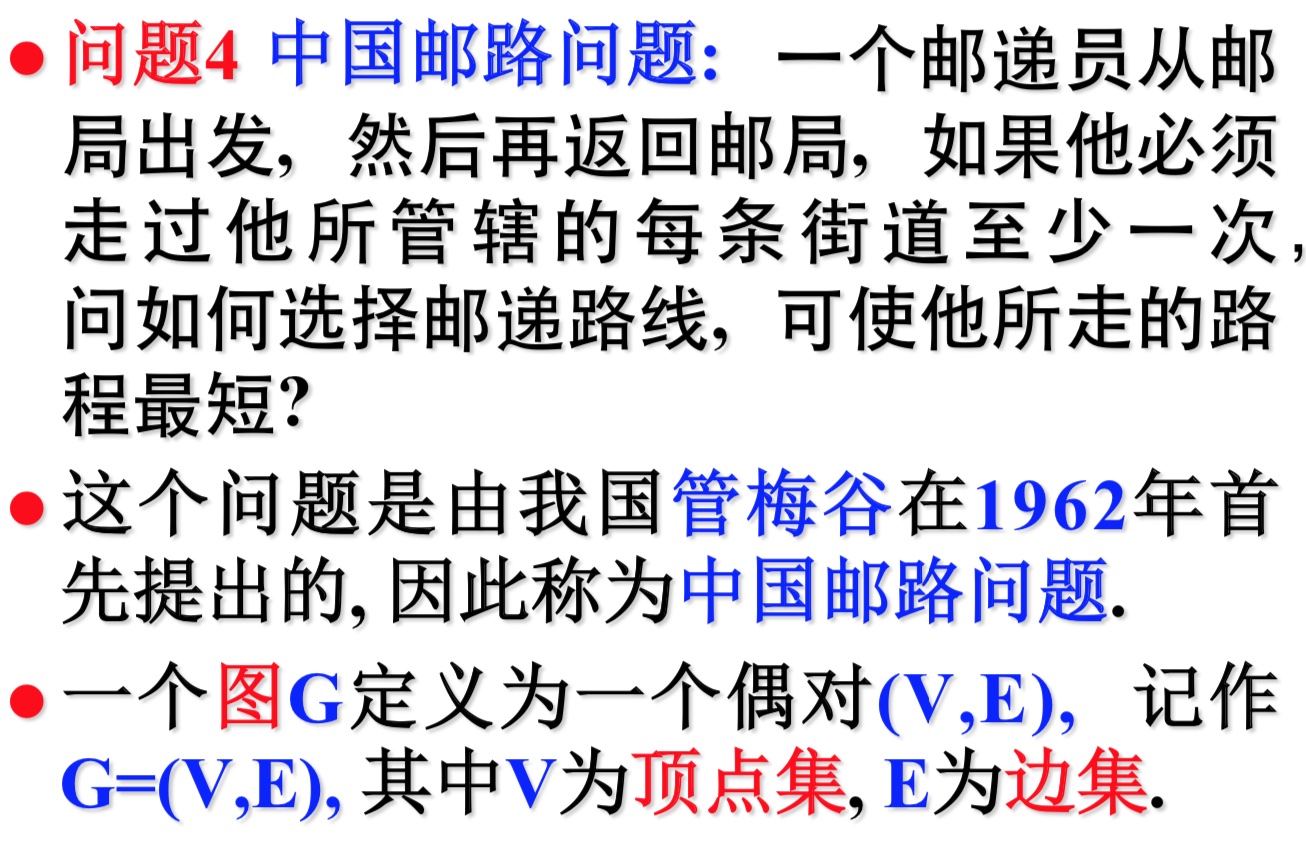 ●问题4 中国邮路问题: 一个邮递员从邮
局出发, 然后再返回邮局, 如果他必须
走过他所管辖的每条街道至少一次,
问如何选择邮递路线, 可使他所走的路
程最短?
●这个问题是由我国管梅谷在1962年首
先提出的, 因此称为中国邮路问题.
●一个图G定义为一个偶对(V,E), 记作
G=(V,E), 其中V为顶点集, E为边集.